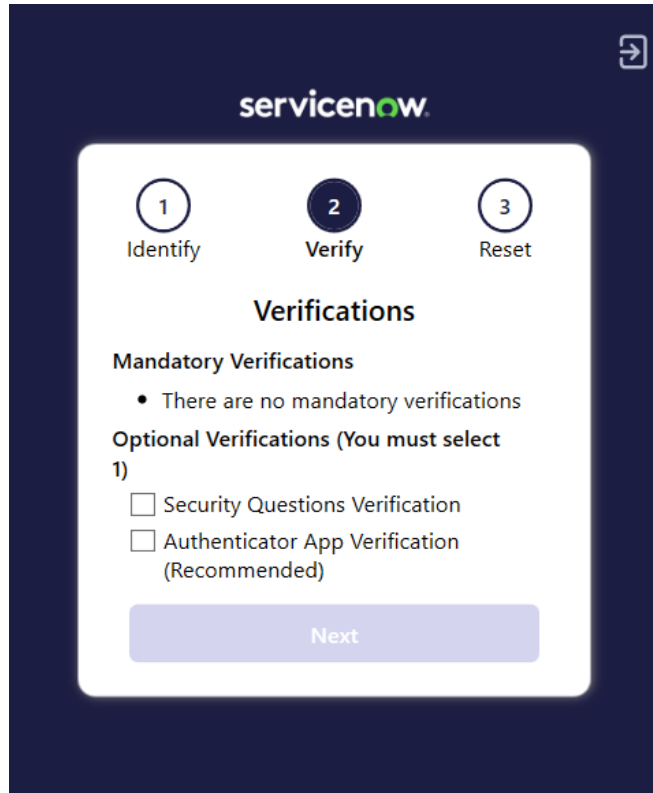 servicenow.
1
2
3
Identify
Verify
Reset
Verifications
Mandatory Verifications
• There are no mandatory verifications
Optional Verifications (You must select
1)
Security Questions Verification
Authenticator App Verification
(Recommended)
Next